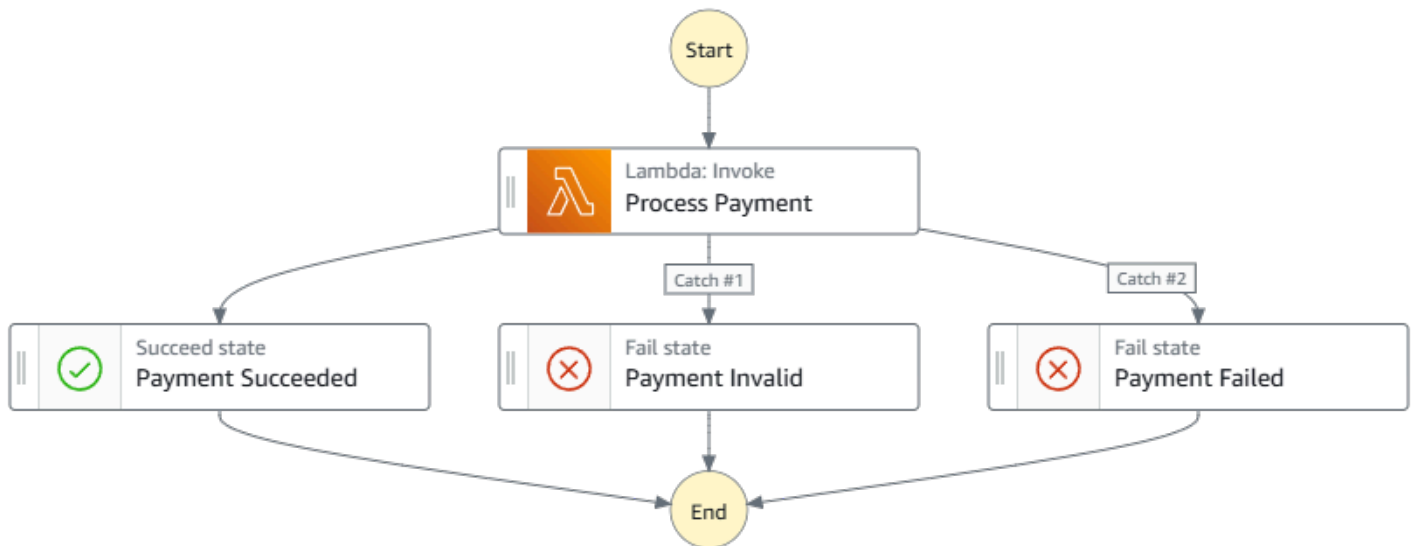 Start
Lambda: Invoke
Process Payment
Catch #1
Catch #2
Succeed state
Payment Succeeded
Fail state
Payment Invalid
Fail state
Payment Failed
End